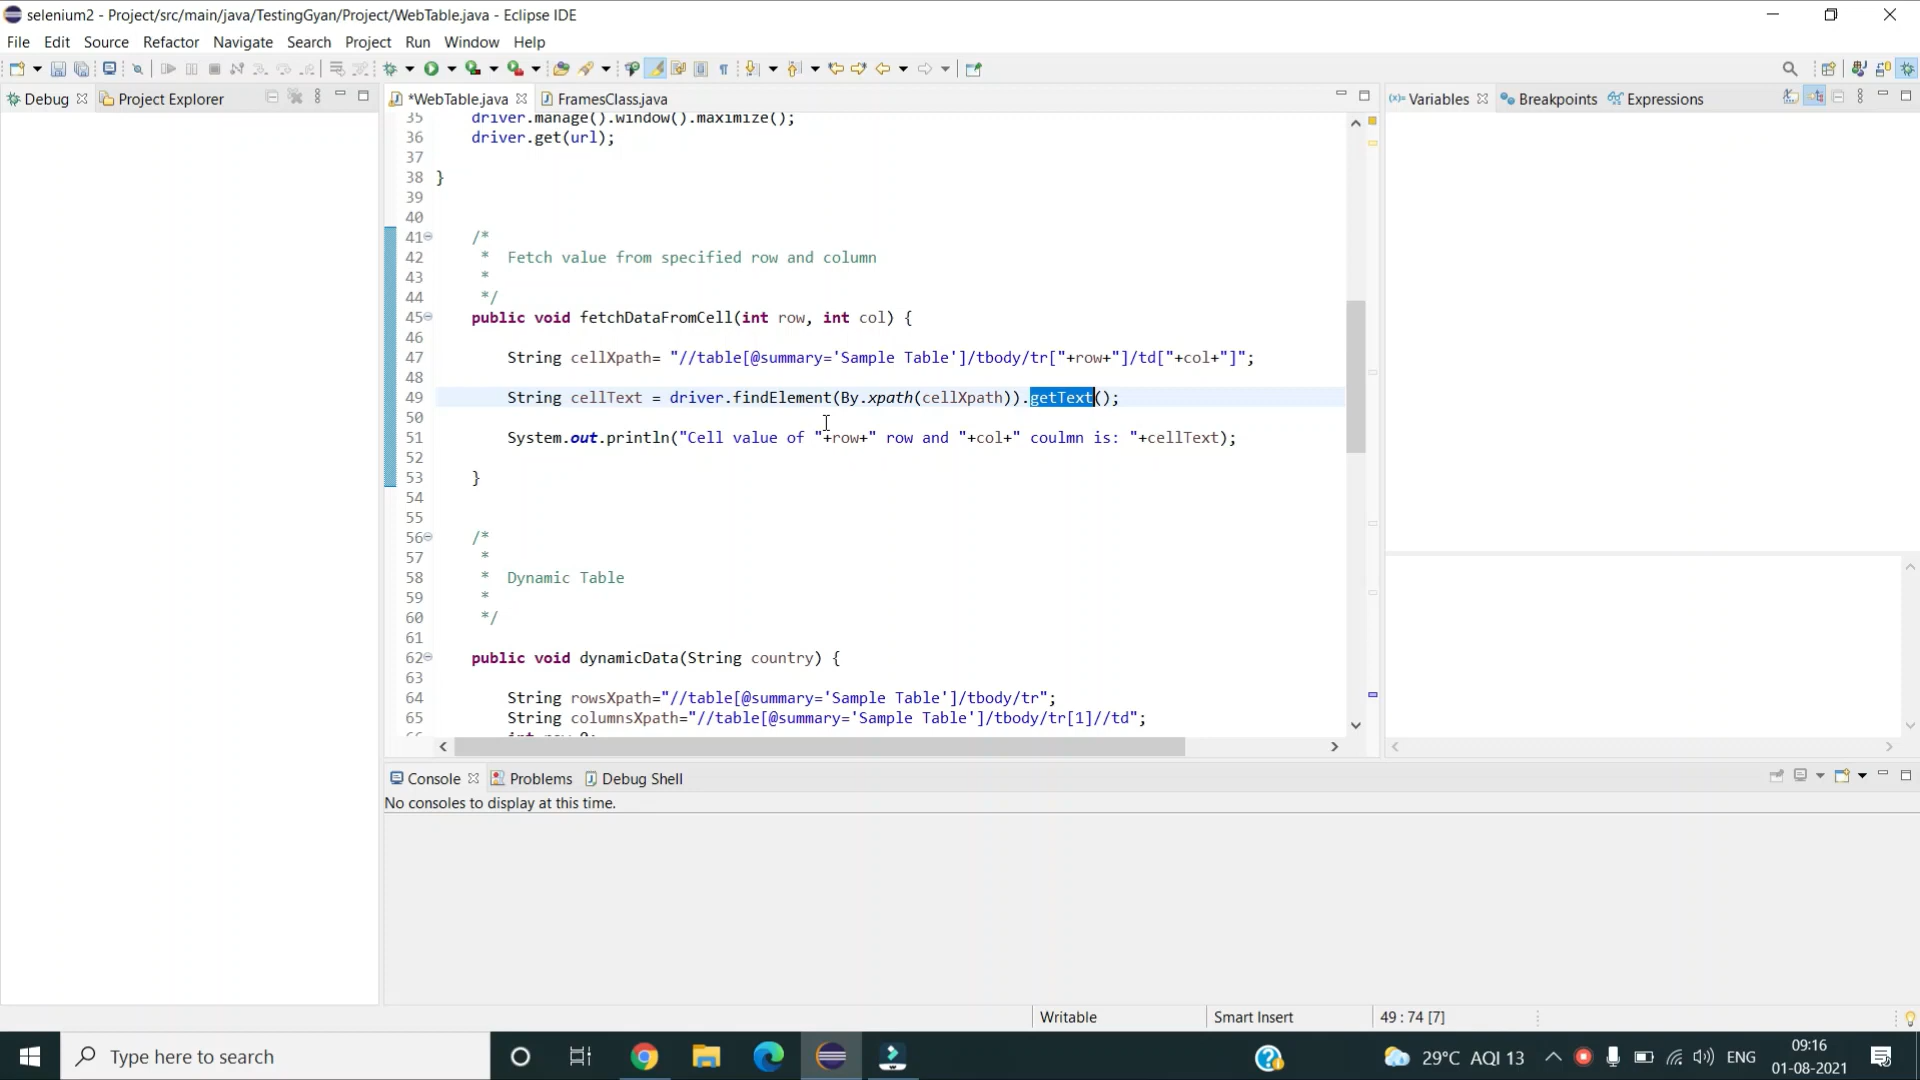 selenium2 - Project/src/main/java/TestingGyan/Project/WebTable.java - Eclipse IDE
File Edit Source Refactor Navigate Search Project Run Window Help
Debug Project Explorer *WebTable.java FramesClass.java Variables Breakpoints Expressions
35 driver.manage().window().maximize();
36 driver.get(url);
37
38 }
39
40
41 /*
42 * Fetch value from specified row and column
43 *
44 */
45 public void fetchDataFromCell(int row, int col) {
46
47 String cellXpath= "//table[@summary='Sample Table']/tbody/tr["+row+"]/td["+col+"]";
48
49 String cellText = driver.findElement(By.xpath(cellXpath)).getText();
50
51 System.out.println("Cell value of "+row+" row and "+col+" coulmn is: "+cellText);
52
53 }
54
55
56 /*
57 *
58 * Dynamic Table
59 *
60 */
61
62 public void dynamicData(String country) {
63
64 String rowsXpath="//table[@summary='Sample Table']/tbody/tr";
65 String columnsXpath="//table[@summary='Sample Table']/tbody/tr[1]//td";
Console Problems Debug Shell
No consoles to display at this time.
Writable Smart Insert 49 : 74 [7]
Type here to search 29°C AQI 13 ENG 09:16
01-08-2021